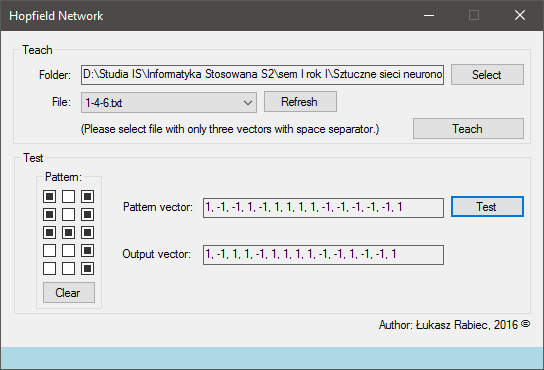 Hopfield Network
Teach
Folder: D:\Studia IS\Informatyka Stosowana S2\sem I rok I\Sztuczne sieci neurono Select
File: 1-4-6.txt Refresh
(Please select file with only three vectors with space separator.) Teach
Test
Pattern:
Pattern vector: 1, -1, -1, 1, -1, 1, 1, 1, 1, -1, -1, -1, -1, -1, 1 Test
Output vector: 1, -1, 1, 1, -1, 1, 1, 1, 1, -1, -1, 1, -1, -1, 1
Clear
Author: Łukasz Rabiec, 2016 ©